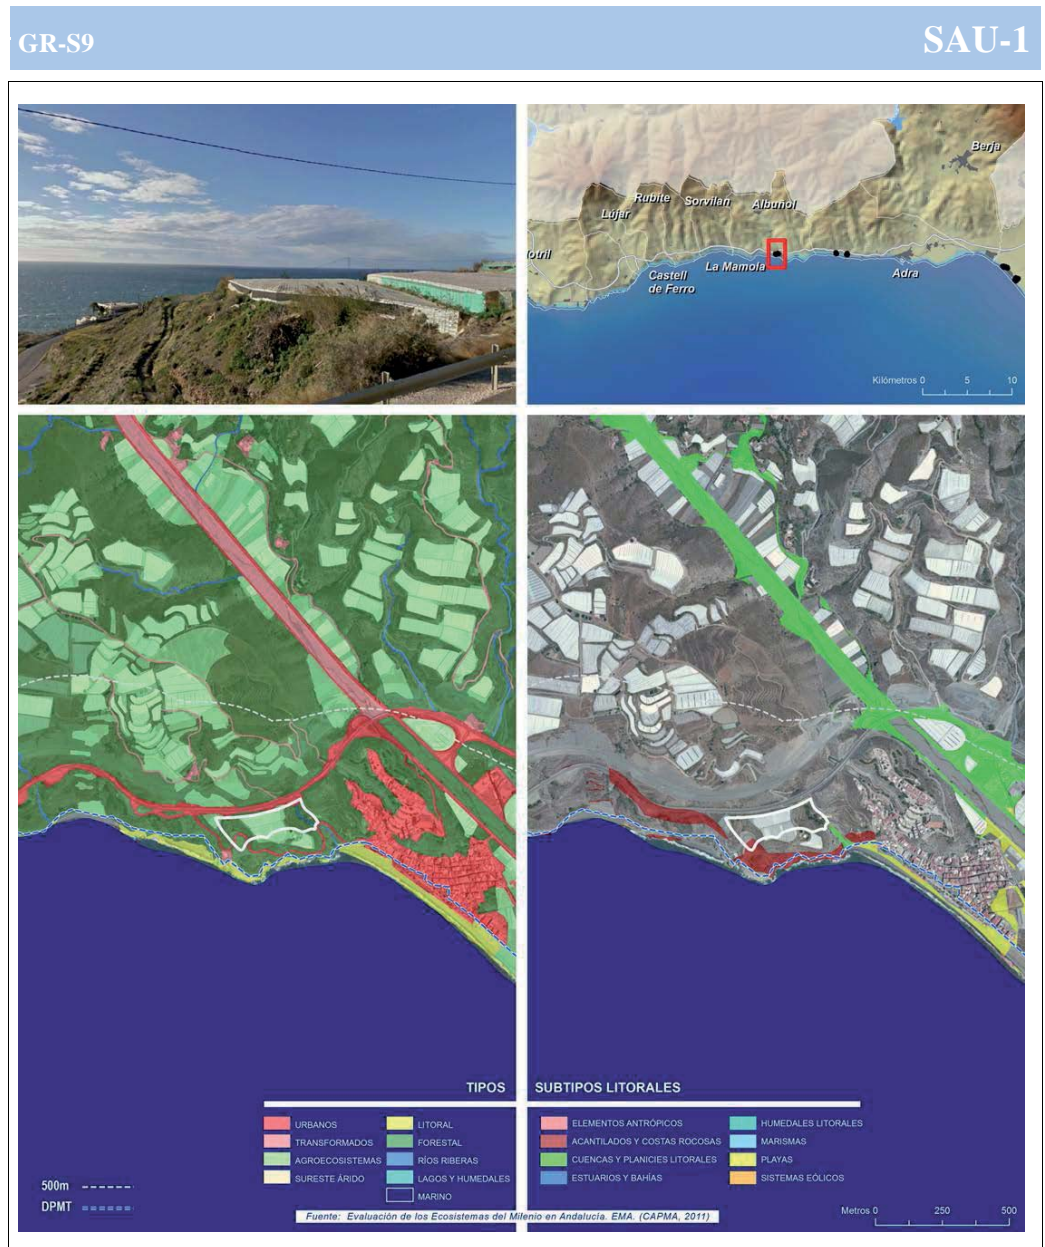 GR-S9
SAU-1
Berja
Rubite
Sorvilan
Albuñol
Lújar
otril
La Mamola
Castell
de Ferro
Adra
Kilómetros 0 5 10
TIPOS
SUBTIPOS LITORALES
URBANOS
TRANSFORMADOS
AGROECOSISTEMAS
SURESTE ÁRIDO
LITORAL
FORESTAL
RÍOS RIBERAS
LAGOS Y HUMEDALES
MARINO
ELEMENTOS ANTRÓPICOS
ACANTILADOS Y COSTAS ROCOSAS
CUENCAS Y PLANICIES LITORALES
ESTUARIOS Y BAHÍAS
HUMEDALES LITORALES
MARISMAS
PLAYAS
SISTEMAS EÓLICOS
500m
DPMT
Fuente: Evaluación de los Ecosistemas del Milenio en Andalucía. EMA. (CAPMA, 2011)
Metros 0 250 500